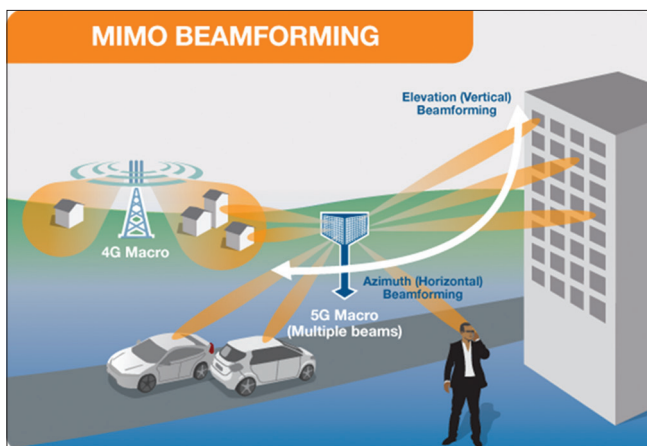 MIMO BEAMFORMING
Elevation (Vertical)
Beamforming
4G Macro
Azimuth (Horizontal)
Beamforming
5G Macro
(Multiple beams)